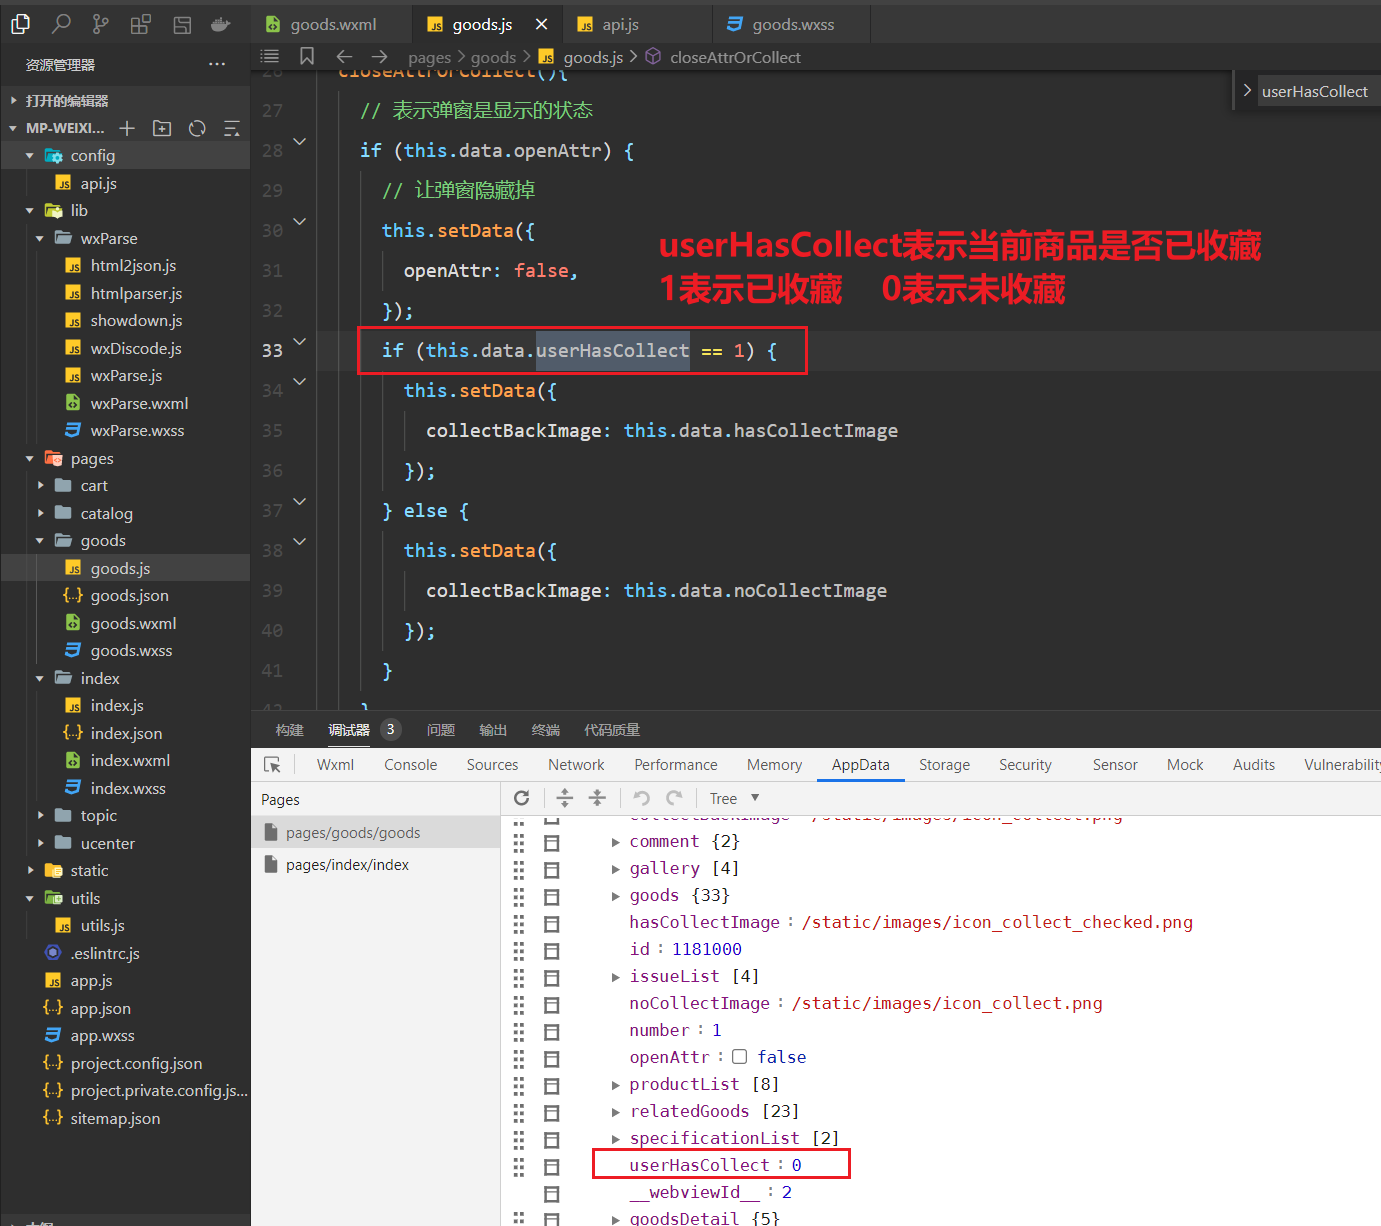 goods.wxml
goods.js
api.js
goods.wxss
资源管理器
pages > goods > goods.js > closeAttrOrCollect
userHasCollect
打开的编辑器
MP-WEIXI...
config
api.js
lib
wxParse
html2json.js
htmlparser.js
showdown.js
wxDiscode.js
wxParse.js
wxParse.wxml
wxParse.wxss
pages
cart
catalog
goods
goods.js
goods.json
goods.wxml
goods.wxss
index
index.js
index.json
index.wxml
index.wxss
topic
ucenter
static
utils
utils.js
.eslintrc.js
app.js
app.json
app.wxss
project.config.json
project.private.config.js...
sitemap.json
26 closeAttrOrCollect(){
27 // 表示弹窗是显示的状态
28 if (this.data.openAttr) {
29 // 让弹窗隐藏掉
30 this.setData({
31 openAttr: false,
32 });
33 if (this.data.userHasCollect == 1) {
34 this.setData({
35 collectBackImage: this.data.hasCollectImage
36 });
37 } else {
38 this.setData({
39 collectBackImage: this.data.noCollectImage
40 });
41 }
42 }
userHasCollect表示当前商品是否已收藏
1表示已收藏 0表示未收藏
构建 调试器 3 问题 输出 终端 代码质量
Wxml Console Sources Network Performance Memory AppData Storage Security Sensor Mock Audits Vulnerability
Pages
pages/goods/goods
pages/index/index
Tree
collectBackImage : /static/images/icon_collect.png
comment {2}
gallery [4]
goods {33}
hasCollectImage : /static/images/icon_collect_checked.png
id : 1181000
issueList [4]
noCollectImage : /static/images/icon_collect.png
number : 1
openAttr : false
productList [8]
relatedGoods [23]
specificationList [2]
userHasCollect : 0
__webviewId__ : 2
goodsDetail {5}